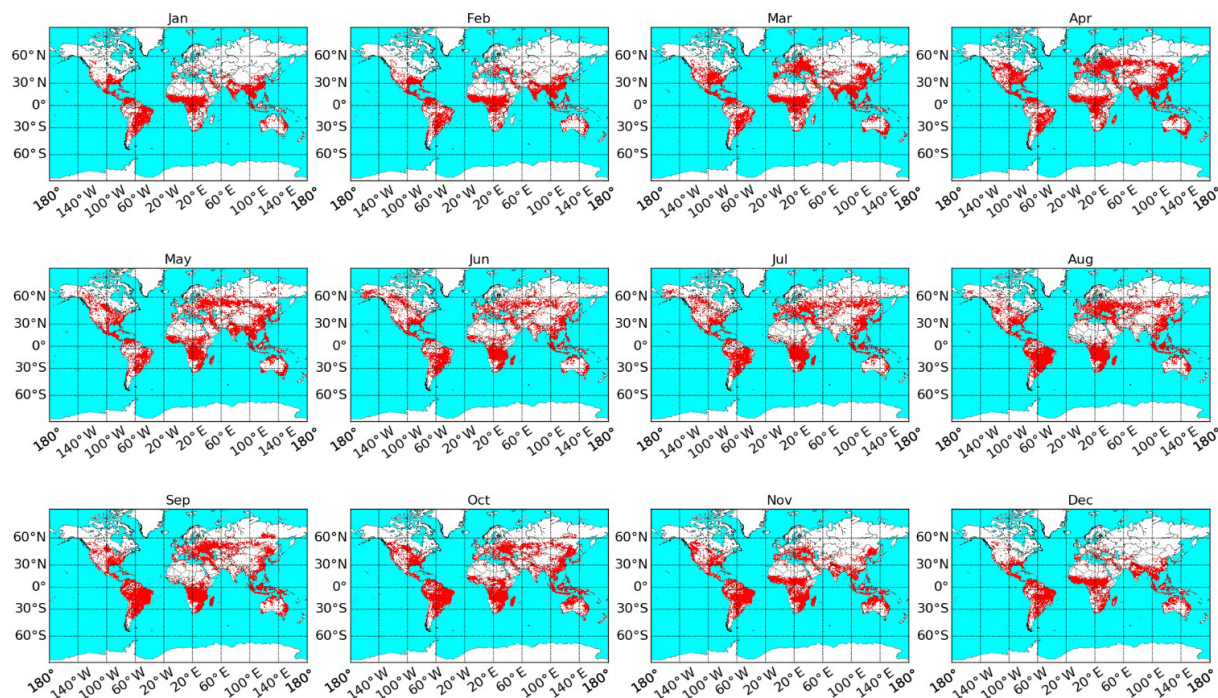 Jan Feb Mar Apr
60°N 60°N 60°N 60°N
30°N 30°N 30°N 30°N
0° 0° 0° 0°
30°S 30°S 30°S 30°S
60°S 60°S 60°S 60°S
180° 140° W 100° W 60° W 20° W 20° E 60° E 100° E 140° E 180° 180° 140° W 100° W 60° W 20° W 20° E 60° E 100° E 140° E 180° 180° 140° W 100° W 60° W 20° W 20° E 60° E 100° E 140° E 180° 180° 140° W 100° W 60° W 20° W 20° E 60° E 100° E 140° E 180°
May Jun Jul Aug
60°N 60°N 60°N 60°N
30°N 30°N 30°N 30°N
0° 0° 0° 0°
30°S 30°S 30°S 30°S
60°S 60°S 60°S 60°S
180° 140° W 100° W 60° W 20° W 20° E 60° E 100° E 140° E 180° 180° 140° W 100° W 60° W 20° W 20° E 60° E 100° E 140° E 180° 180° 140° W 100° W 60° W 20° W 20° E 60° E 100° E 140° E 180° 180° 140° W 100° W 60° W 20° W 20° E 60° E 100° E 140° E 180°
Sep Oct Nov Dec
60°N 60°N 60°N 60°N
30°N 30°N 30°N 30°N
0° 0° 0° 0°
30°S 30°S 30°S 30°S
60°S 60°S 60°S 60°S
180° 140° W 100° W 60° W 20° W 20° E 60° E 100° E 140° E 180° 180° 140° W 100° W 60° W 20° W 20° E 60° E 100° E 140° E 180° 180° 140° W 100° W 60° W 20° W 20° E 60° E 100° E 140° E 180° 180° 140° W 100° W 60° W 20° W 20° E 60° E 100° E 140° E 180°